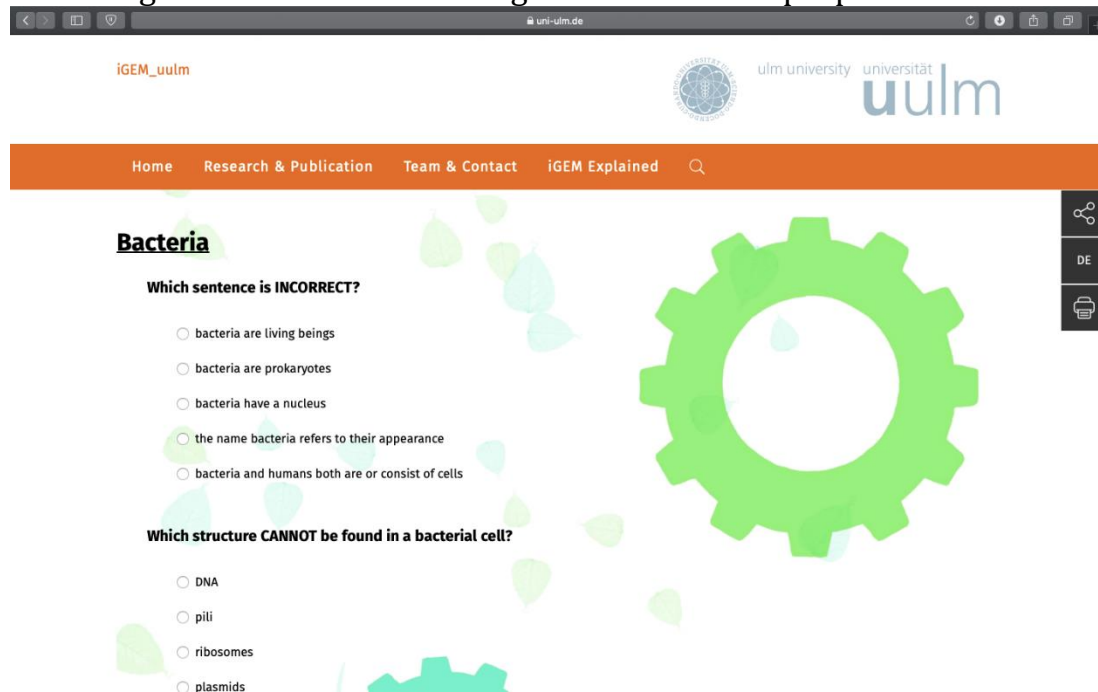 uni-ulm.de
iGEM_uulm
ulm university universität
uulm
Home Research & Publication Team & Contact iGEM Explained
DE
Bacteria
Which sentence is INCORRECT?
bacteria are living beings
bacteria are prokaryotes
bacteria have a nucleus
the name bacteria refers to their appearance
bacteria and humans both are or consist of cells
Which structure CANNOT be found in a bacterial cell?
DNA
pili
ribosomes
plasmids